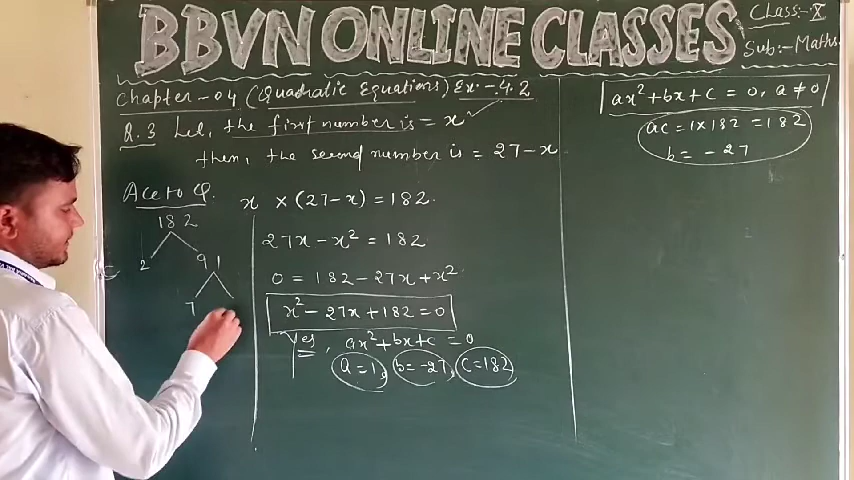 BBVN ONLINE CLASSES
Class:- X
Sub:- Maths.
Chapter-04 (Quadratic Equations) Ex.-4.2
Q.3 Let, the first number is = x
then, the second number is = 27-x
Acc to Q.
x × (27-x) = 182.
27x - x² = 182
0 = 182 - 27x + x²
x² - 27x + 182 = 0
Yes, ax² + bx + c = 0
a = 1, b = -27, c = 182
182
2 91
7
ax² + bx + c = 0, a ≠ 0
ac = 1 × 182 = 182
b = -27